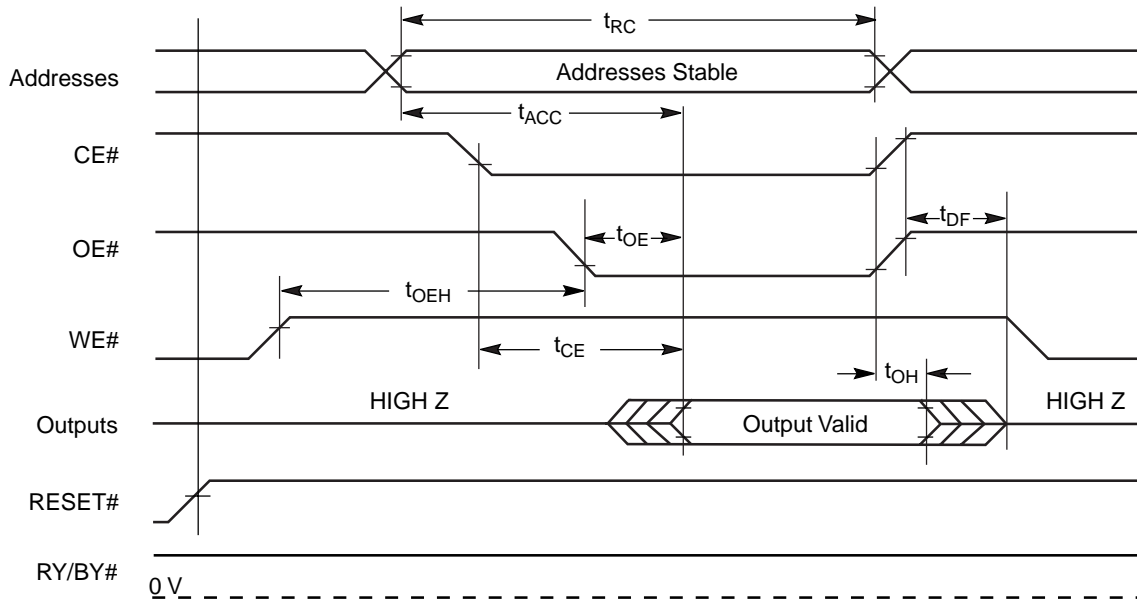 tRC
Addresses
Addresses Stable
tACC
CE#
tDF
OE#
tOE
tOEH
WE#
tCE
tOH
HIGH Z
HIGH Z
Outputs
Output Valid
RESET#
RY/BY#
0 V